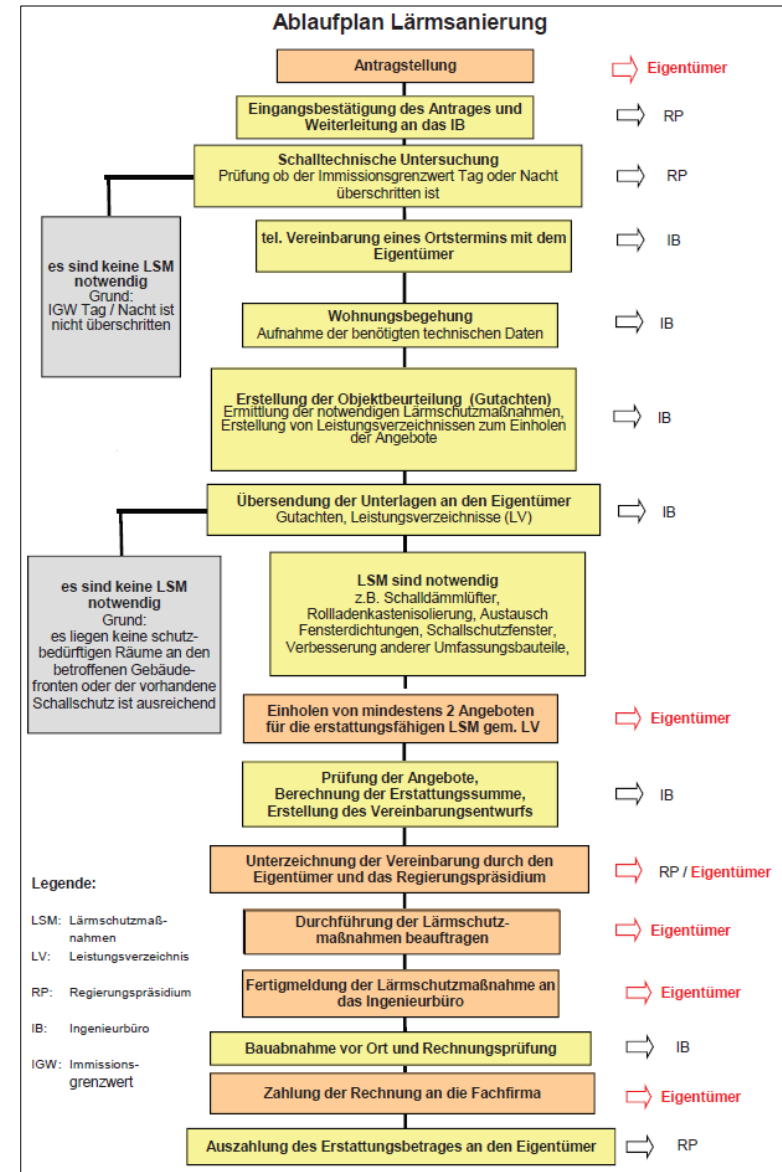 Ablaufplan Lärmsanierung
Antragstellung
Eigentümer
Eingangsbestätigung des Antrages und
Weiterleitung an das IB
RP
Schalltechnische Untersuchung
Prüfung ob der Immissionsgrenzwert Tag oder Nacht
überschritten ist
RP
es sind keine LSM
notwendig
Grund:
IGW Tag / Nacht ist
nicht überschritten
tel. Vereinbarung eines Ortstermins mit dem
Eigentümer
IB
Wohnungsbegehung
Aufnahme der benötigten technischen Daten
IB
Erstellung der Objektbeurteilung (Gutachten)
Ermittlung der notwendigen Lärmschutzmaßnahmen,
Erstellung von Leistungsverzeichnissen zum Einholen
der Angebote
IB
Übersendung der Unterlagen an den Eigentümer
Gutachten, Leistungsverzeichnisse (LV)
IB
es sind keine LSM
notwendig
Grund:
es liegen keine schutz-
bedürftigen Räume an den
betroffenen Gebäude-
fronten oder der vorhandene
Schallschutz ist ausreichend
LSM sind notwendig
z.B. Schalldämmlüfter,
Rollladenkastenisolierung, Austausch
Fensterdichtungen, Schallschutzfenster,
Verbesserung anderer Umfassungsbauteile,
Einholen von mindestens 2 Angeboten
für die erstattungsfähigen LSM gem. LV
Eigentümer
Prüfung der Angebote,
Berechnung der Erstattungssumme,
Erstellung des Vereinbarungsentwurfs
IB
Unterzeichnung der Vereinbarung durch den
Eigentümer und das Regierungspräsidium
RP / Eigentümer
Durchführung der Lärmschutz-
maßnahmen beauftragen
Eigentümer
Fertigmeldung der Lärmschutzmaßnahme an
das Ingenieurbüro
Eigentümer
Bauabnahme vor Ort und Rechnungsprüfung
IB
Zahlung der Rechnung an die Fachfirma
Eigentümer
Auszahlung des Erstattungsbetrages an den Eigentümer
RP
Legende:
LSM: Lärmschutzmaß-
nahmen
LV: Leistungsverzeichnis
RP: Regierungspräsidium
IB: Ingenieurbüro
IGW: Immissions-
grenzwert